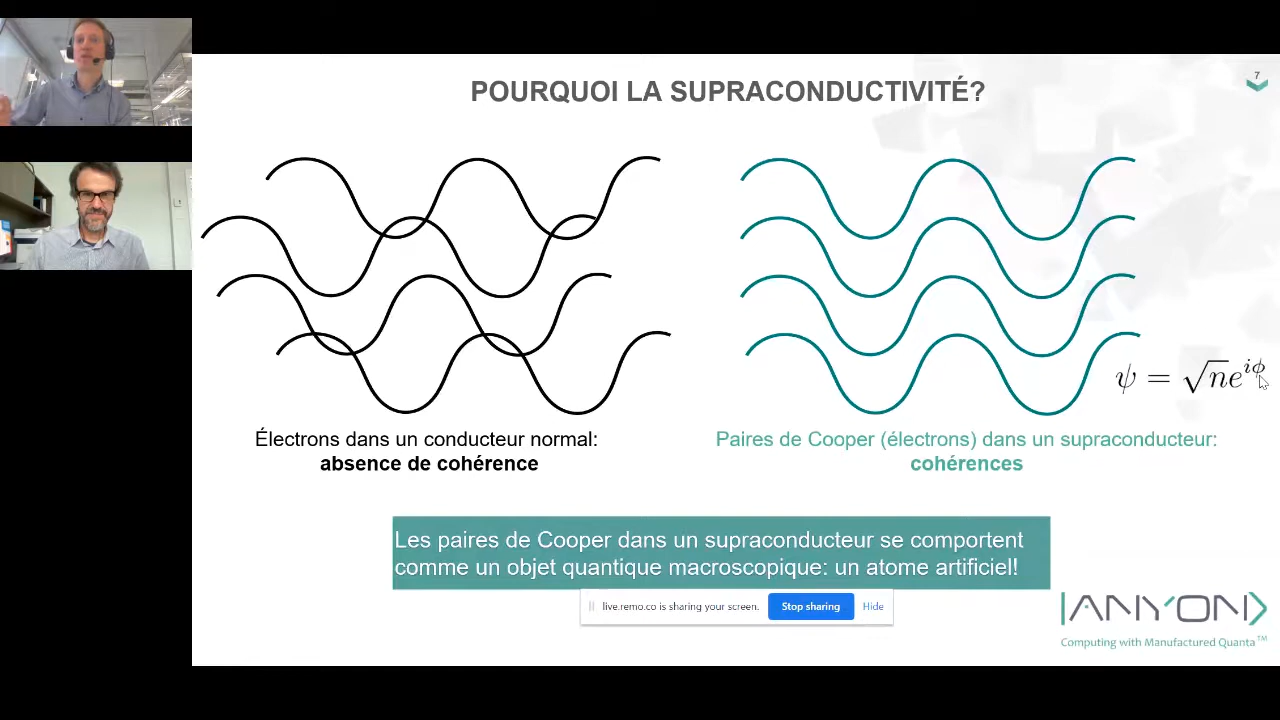 POURQUOI LA SUPRACONDUCTIVITÉ?
7
ψ = √n e^{iϕ}
Électrons dans un conducteur normal:
absence de cohérence
Paires de Cooper (électrons) dans un supraconducteur:
cohérences
Les paires de Cooper dans un supraconducteur se comportent
comme un objet quantique macroscopique: un atome artificiel!
live.remo.co is sharing your screen.
Stop sharing
Hide
ANYON
Computing with Manufactured Quanta™